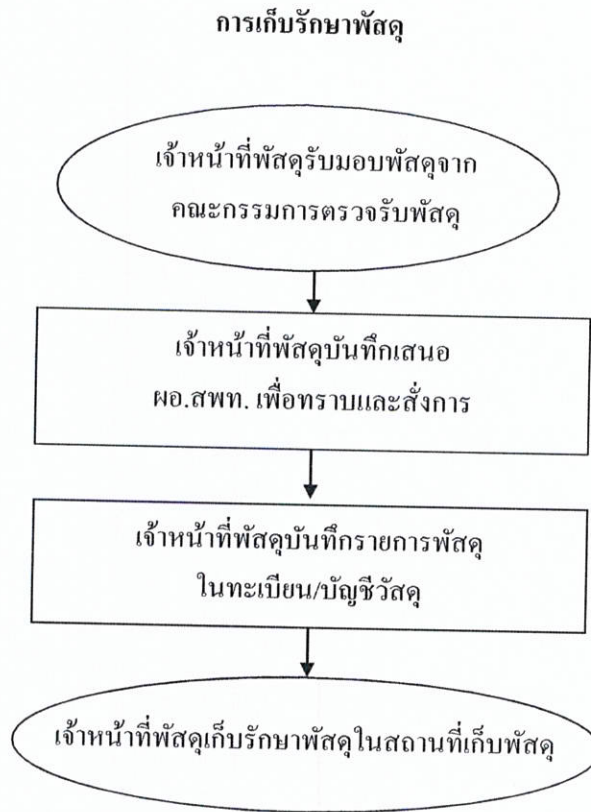 การเก็บรักษาพัสดุ
เจ้าหน้าที่พัสดุรับมอบพัสดุจาก
คณะกรรมการตรวจรับพัสดุ
เจ้าหน้าที่พัสดุบันทึกเสนอ
ผอ.สพท. เพื่อทราบและสั่งการ
เจ้าหน้าที่พัสดุบันทึกรายการพัสดุ
ในทะเบียน/บัญชีวัสดุ
เจ้าหน้าที่พัสดุเก็บรักษาพัสดุในสถานที่เก็บพัสดุ